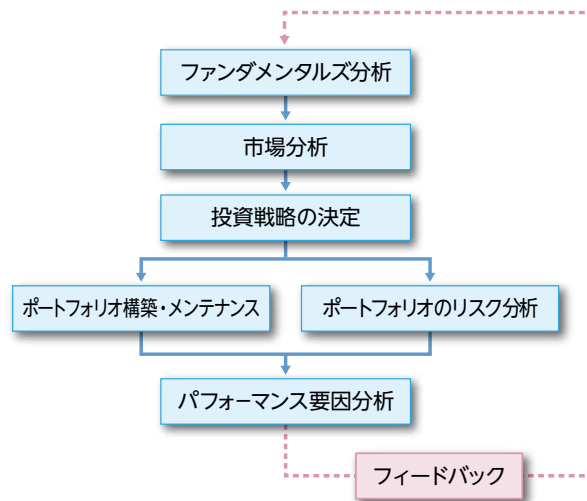 ファンダメンタルズ分析
市場分析
投資戦略の決定
ポートフォリオ構築・メンテナンス
ポートフォリオのリスク分析
パフォーマンス要因分析
フィードバック